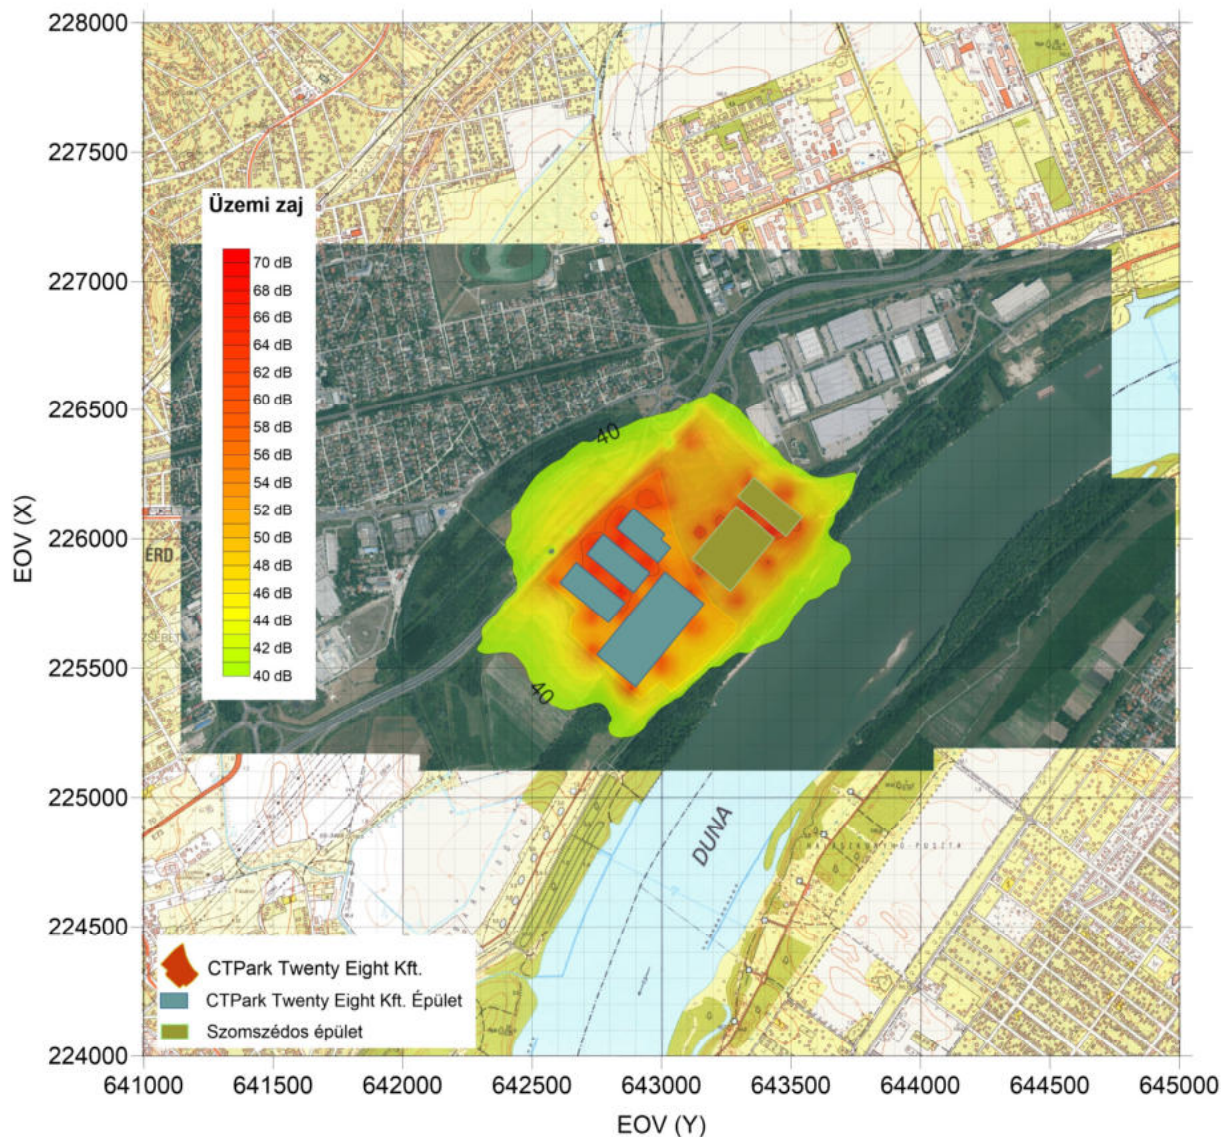 228000
227500
227000
226500
226000
225500
225000
224500
224000
EOV (X)
Üzemi zaj
70 dB
68 dB
66 dB
64 dB
62 dB
60 dB
58 dB
56 dB
54 dB
52 dB
50 dB
48 dB
46 dB
44 dB
42 dB
40 dB
40
40
ÉRD
DUNA
CTPark Twenty Eight Kft.
CTPark Twenty Eight Kft. Épület
Szomszédos épület
641000 641500 642000 642500 643000 643500 644000 644500 645000
EOV (Y)